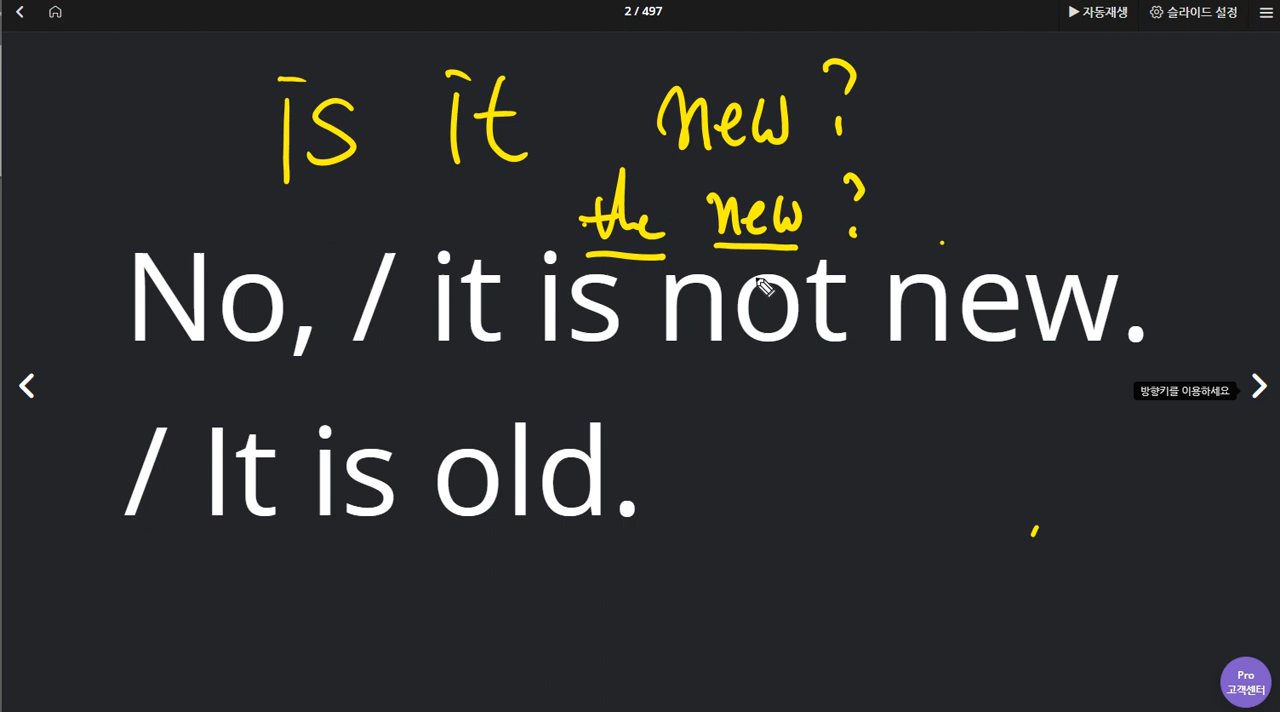 2 / 497
자동재생
슬라이드 설정
is it new?
the new?
No, / it is not new.
방향키를 이용하세요
/ It is old.
Pro
고객센터